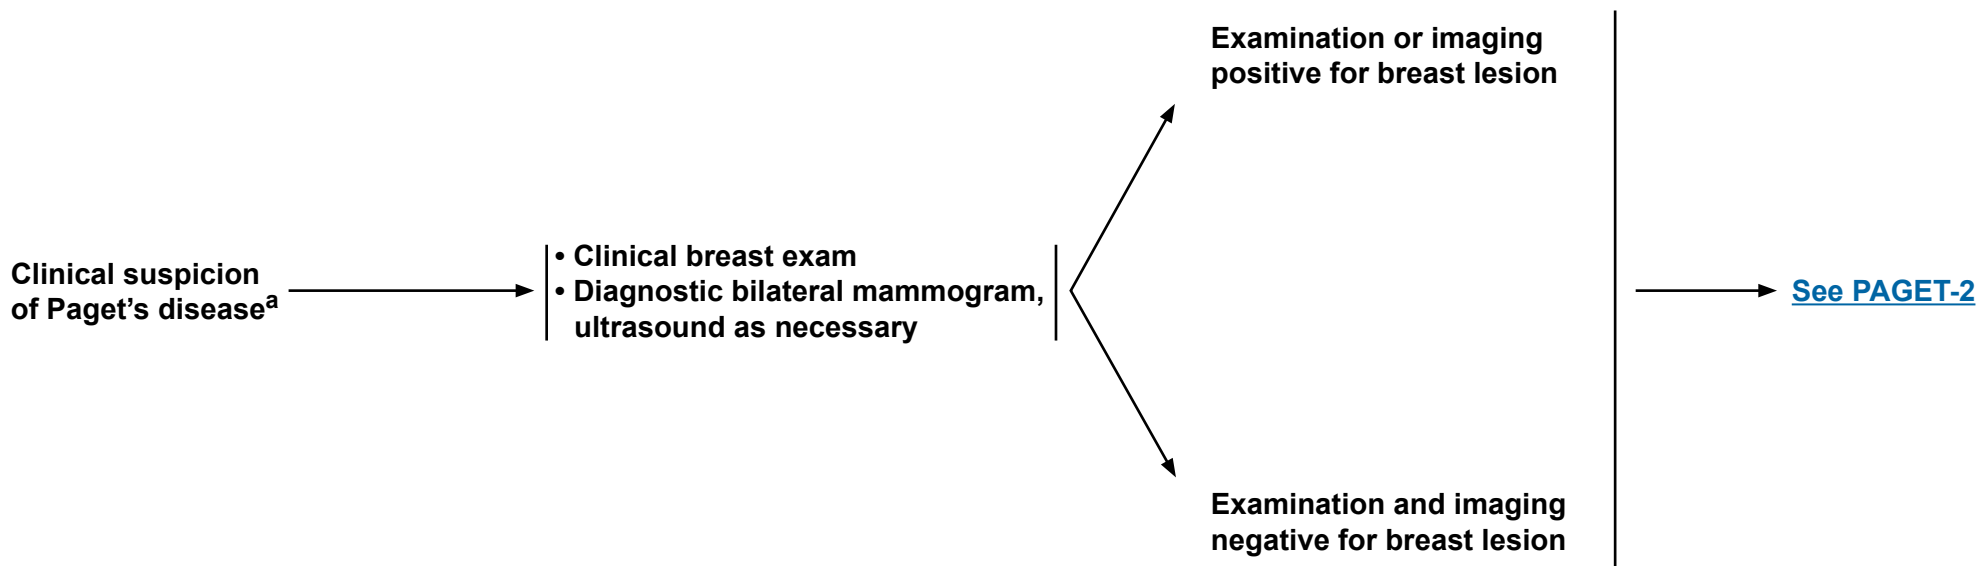 Clinical suspicion
of Paget’s diseaseᵃ
• Clinical breast exam
• Diagnostic bilateral mammogram,
ultrasound as necessary
Examination or imaging
positive for breast lesion
Examination and imaging
negative for breast lesion
See PAGET-2